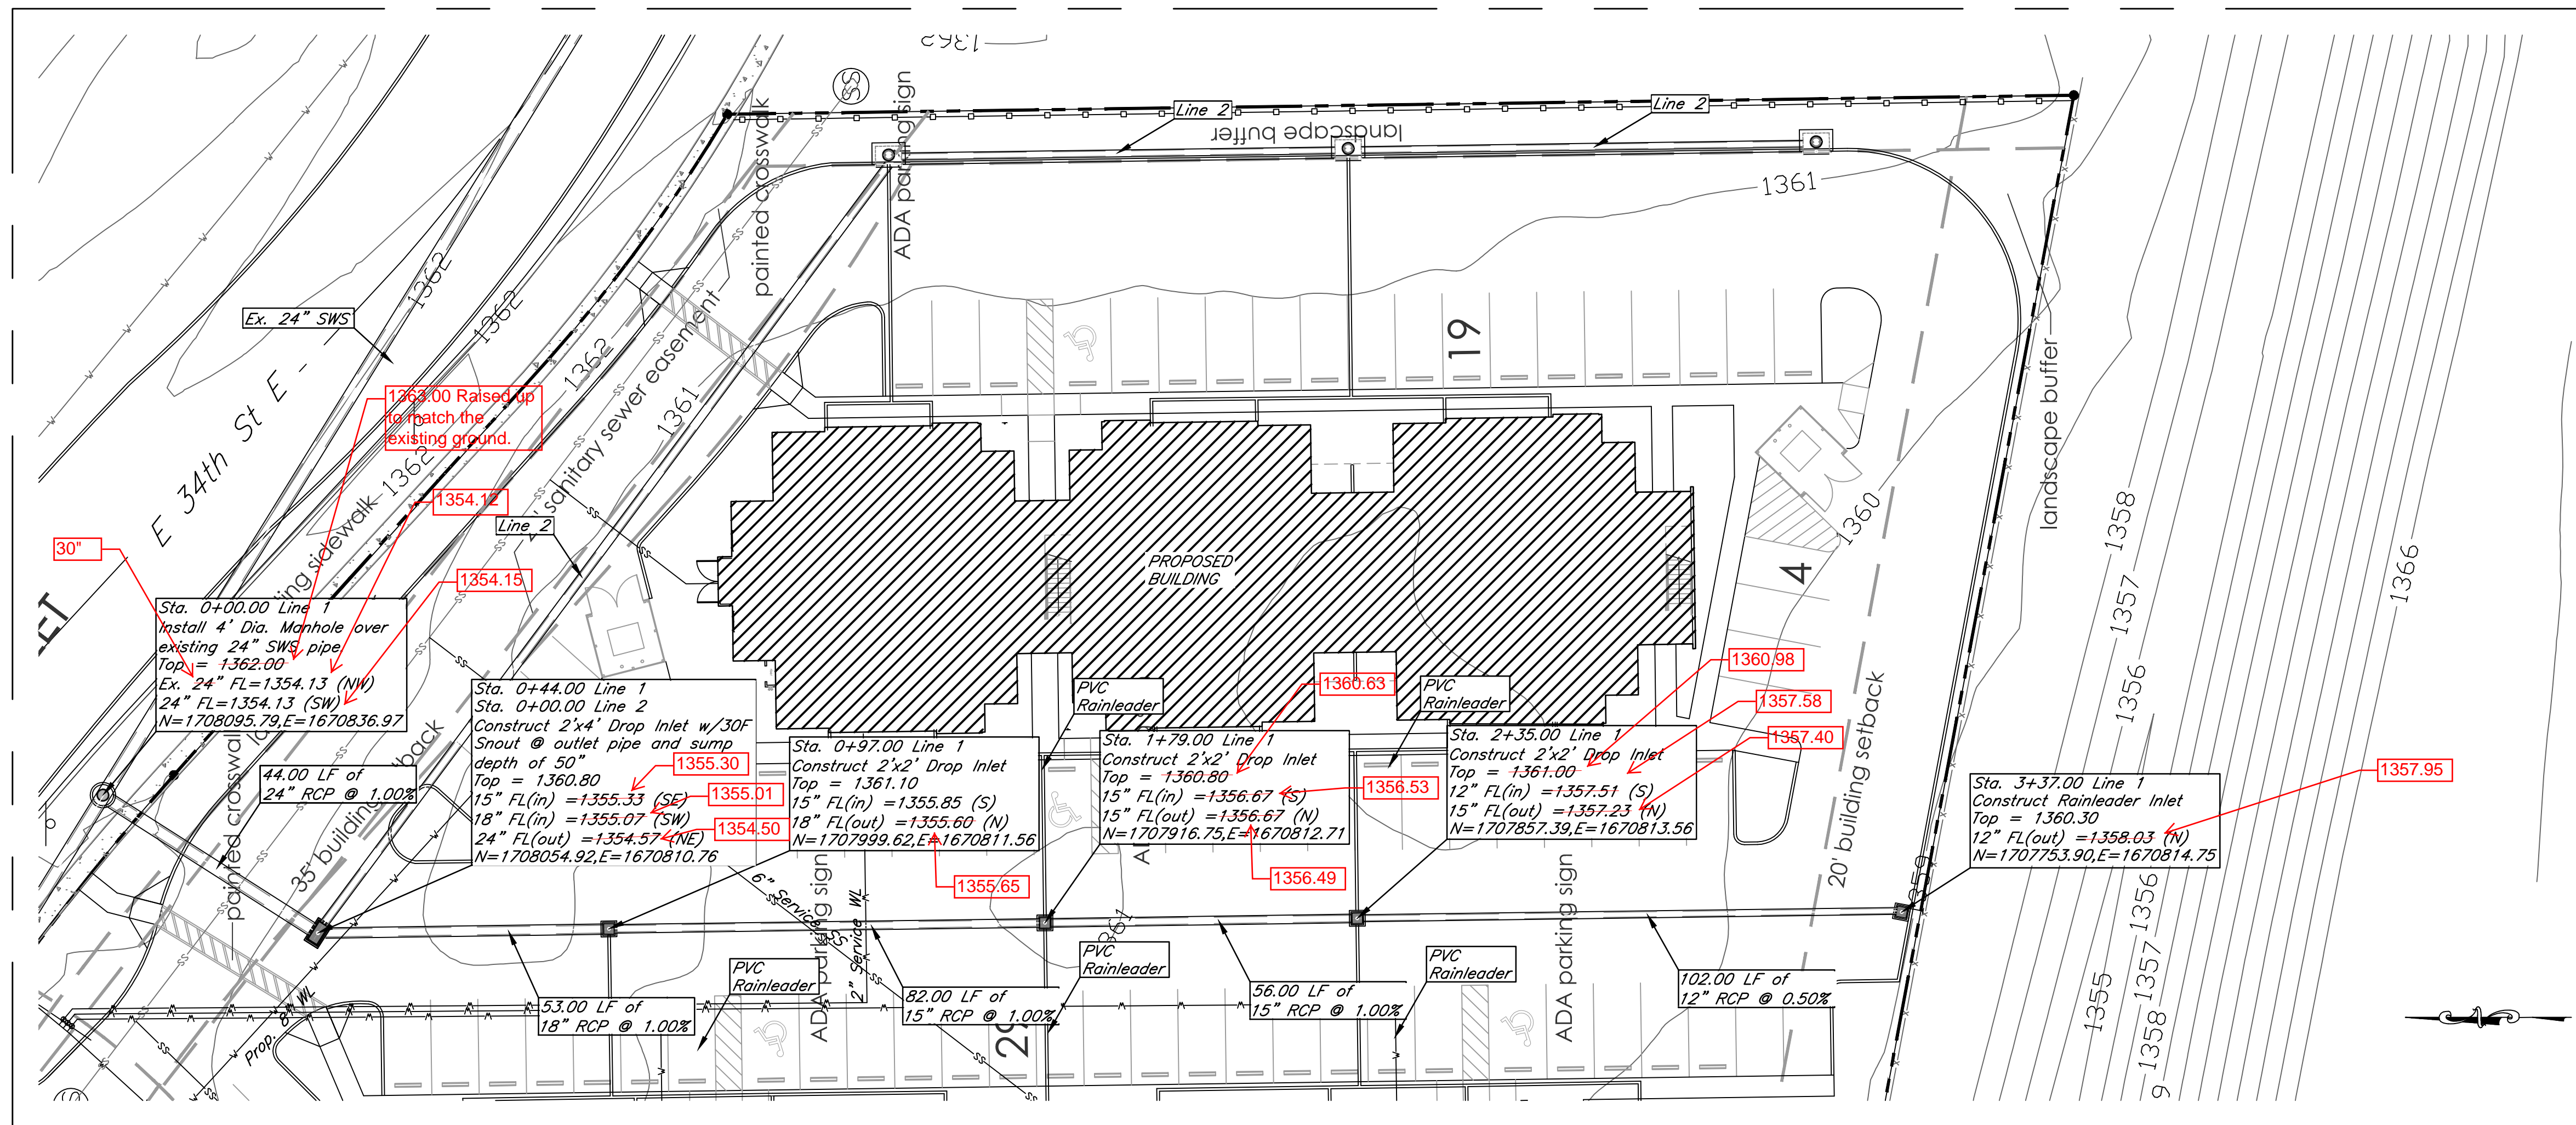 1362
SS
painted crosswalk
ADA parking sign
Line 2
Line 2
landscape buffer
1361
1362
1362
Ex. 24" SWS
E 34th St E
1363.00 Raised up
to match the
existing ground.
1362
1362
1361
sanitary sewer easement
19
landscape buffer
1354.12
Line 2
30"
1354.15
PROPOSED
BUILDING
4
1360
1358
1357
1356
1366
Sta. 0+00.00 Line 1
Install 4' Dia. Manhole over
existing 24" SWS pipe
Top = 1362.00
Ex. 24" FL=1354.13 (NW)
24" FL=1354.13 (SW)
N=1708095.79,E=1670836.97
sidewalk
Sta. 0+44.00 Line 1
Sta. 0+00.00 Line 2
Construct 2'x4' Drop Inlet w/30F
Snout @ outlet pipe and sump
depth of 50"
Top = 1360.80
15" FL(in) =1355.33 (SE)
18" FL(in) =1355.07 (SW)
24" FL(out) =1354.57 (NE)
N=1708054.92,E=1670810.76
1355.30
1355.01
1354.50
Sta. 0+97.00 Line 1
Construct 2'x2' Drop Inlet
Top = 1361.10
15" FL(in) =1355.85 (S)
18" FL(out) =1355.60 (N)
N=1707999.62,E=1670811.56
1355.65
PVC
Rainleader
Sta. 1+79.00 Line 1
Construct 2'x2' Drop Inlet
Top = 1360.80
15" FL(in) =1356.67 (S)
15" FL(out) =1356.67 (N)
N=1707916.75,E=1670812.71
1360.63
1356.53
1356.49
PVC
Rainleader
Sta. 2+35.00 Line 1
Construct 2'x2' Drop Inlet
Top = 1361.00
12" FL(in) =1357.51 (S)
15" FL(out) =1357.23 (N)
N=1707857.39,E=1670813.56
1360.98
1357.58
1357.40
20' building setback
Sta. 3+37.00 Line 1
Construct Rainleader Inlet
Top = 1360.30
12" FL(out) =1358.03 (N)
N=1707753.90,E=1670814.75
1357.95
1359
44.00 LF of
24" RCP @ 1.00%
painted crosswalk
35' building
6" Service SS
2" Service WL
ADA parking sign
ADA parking sign
PVC
Rainleader
PVC
Rainleader
PVC
Rainleader
53.00 LF of
18" RCP @ 1.00%
82.00 LF of
15" RCP @ 1.00%
56.00 LF of
15" RCP @ 1.00%
102.00 LF of
12" RCP @ 0.50%
Prop. 8" WL
1356
1357
1358
1355